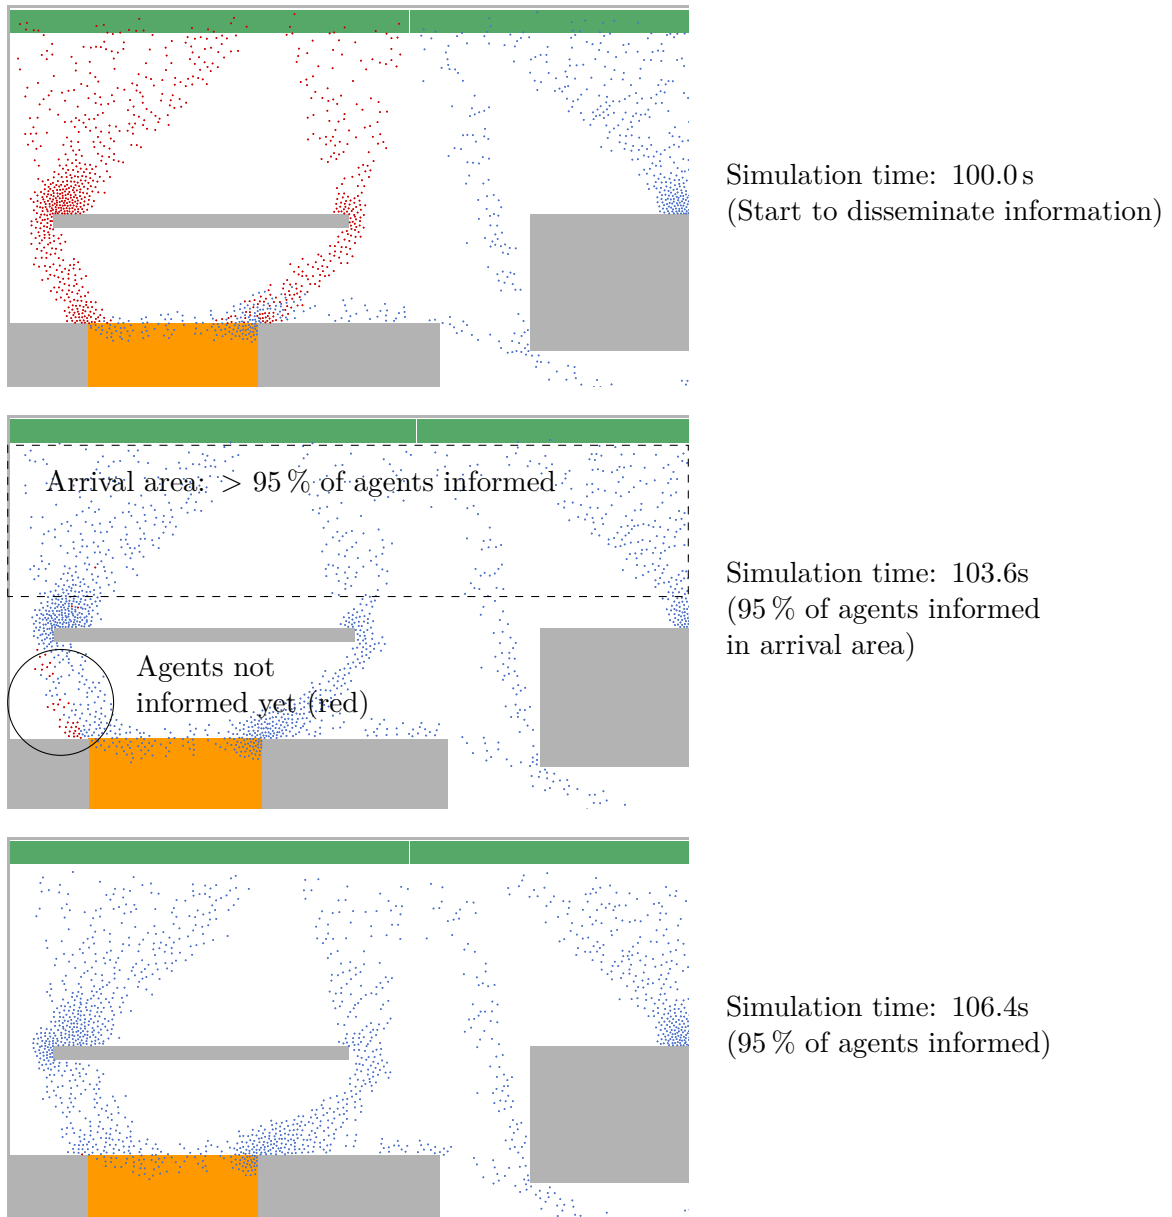 Simulation time: 100.0 s
(Start to disseminate information)
Arrival area: > 95 % of agents informed
Simulation time: 103.6s
(95 % of agents informed
in arrival area)
Agents not
informed yet (red)
Simulation time: 106.4s
(95 % of agents informed)